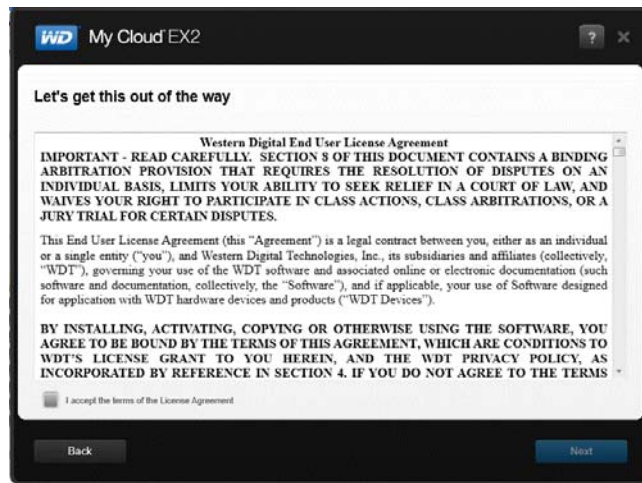 WD My Cloud EX2 ? ×
Let's get this out of the way
Western Digital End User License Agreement
IMPORTANT - READ CAREFULLY. SECTION 8 OF THIS DOCUMENT CONTAINS A BINDING
ARBITRATION PROVISION THAT REQUIRES THE RESOLUTION OF DISPUTES ON AN
INDIVIDUAL BASIS, LIMITS YOUR ABILITY TO SEEK RELIEF IN A COURT OF LAW, AND
WAIVES YOUR RIGHT TO PARTICIPATE IN CLASS ACTIONS, CLASS ARBITRATIONS, OR A
JURY TRIAL FOR CERTAIN DISPUTES.
This End User License Agreement (this “Agreement”) is a legal contract between you, either as an individual
or a single entity (“you”), and Western Digital Technologies, Inc., its subsidiaries and affiliates (collectively,
“WDT”), governing your use of the WDT software and associated online or electronic documentation (such
software and documentation, collectively, the “Software”), and if applicable, your use of Software designed
for application with WDT hardware devices and products (“WDT Devices”).
BY INSTALLING, ACTIVATING, COPYING OR OTHERWISE USING THE SOFTWARE, YOU
AGREE TO BE BOUND BY THE TERMS OF THIS AGREEMENT, WHICH ARE CONDITIONS TO
WDT’S LICENSE GRANT TO YOU HEREIN, AND THE WDT PRIVACY POLICY, AS
INCORPORATED BY REFERENCE IN SECTION 4. IF YOU DO NOT AGREE TO THE TERMS
I accept the terms of the License Agreement
Back
Next